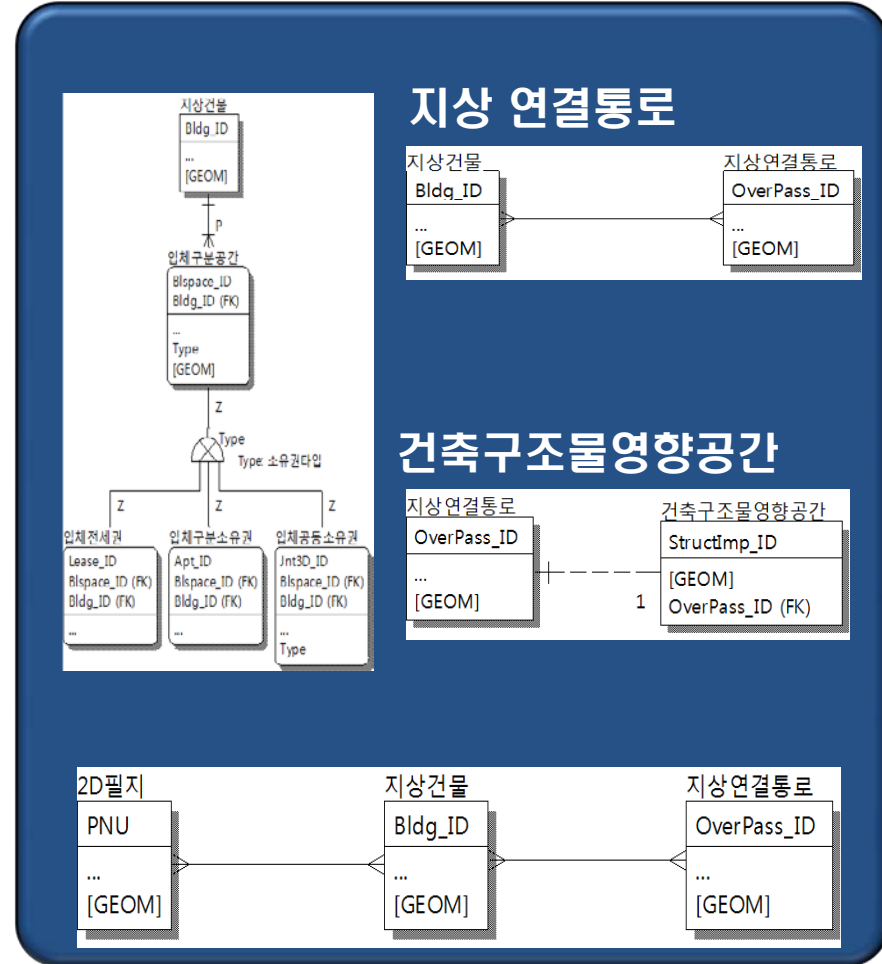 지상건물
Bldg_ID
...
[GEOM]
P
입체구분공간
Blspace_ID
Bldg_ID (FK)
...
Type
[GEOM]
Z
Type
Type: 소유권타입
Z
Z
Z
입체전세권
Lease_ID
Blspace_ID (FK)
Bldg_ID (FK)
...
입체구분소유권
Apt_ID
Blspace_ID (FK)
Bldg_ID (FK)
...
입체공동소유권
Jnt3D_ID
Blspace_ID (FK)
Bldg_ID (FK)
...
Type
지상 연결통로
지상건물
Bldg_ID
...
[GEOM]
지상연결통로
OverPass_ID
...
[GEOM]
건축구조물영향공간
지상연결통로
OverPass_ID
...
[GEOM]
1
건축구조물영향공간
StructImp_ID
[GEOM]
OverPass_ID (FK)
2D필지
PNU
...
[GEOM]
지상건물
Bldg_ID
...
[GEOM]
지상연결통로
OverPass_ID
...
[GEOM]